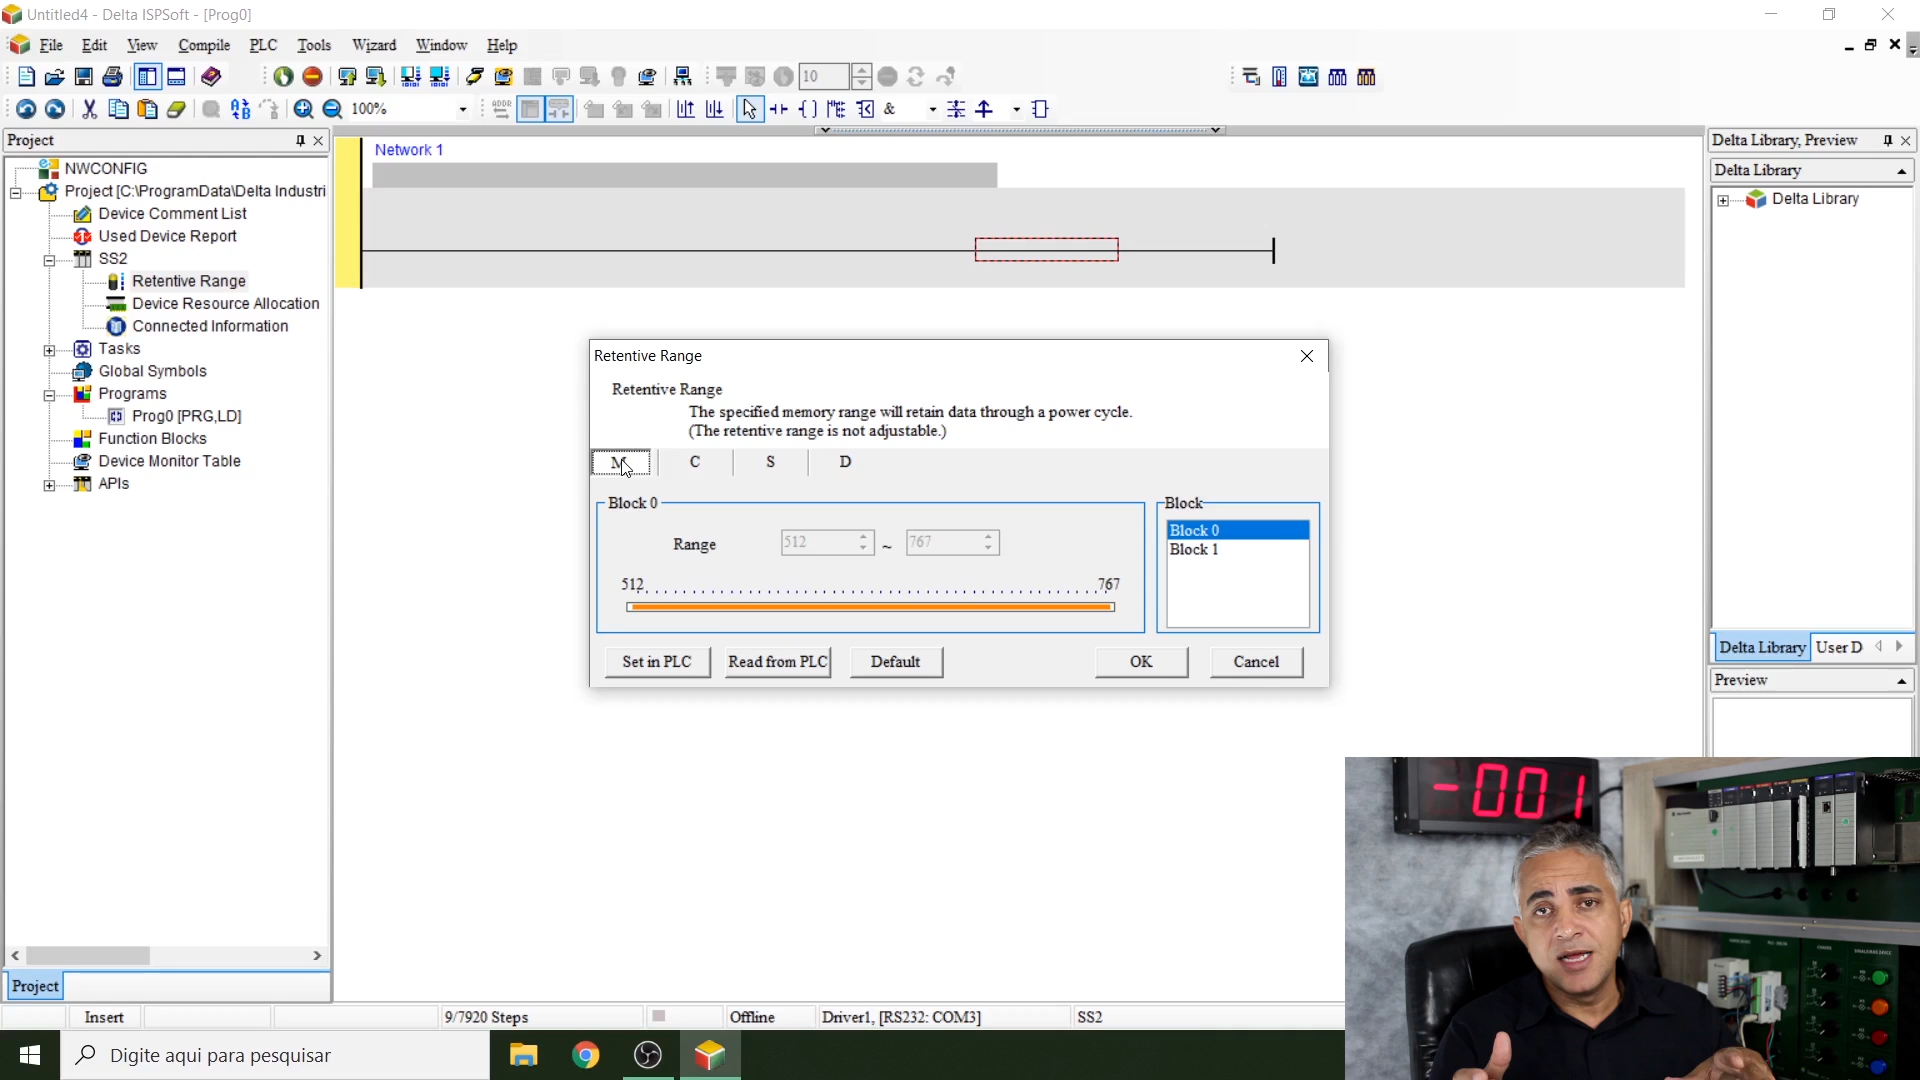 Untitled4 - Delta ISPSoft - [Prog0]
File Edit View Compile PLC Tools Wizard Window Help
10
100%
ADDR
&
Project
NWCONFIG
Project [C:\ProgramData\Delta Industri
Device Comment List
Used Device Report
SS2
Retentive Range
Device Resource Allocation
Connected Information
Tasks
Global Symbols
Programs
Prog0 [PRG,LD]
Function Blocks
Device Monitor Table
APIs
Project
Network 1
Retentive Range
Retentive Range
The specified memory range will retain data through a power cycle.
(The retentive range is not adjustable.)
M C S D
Block 0
Range 512 ~ 767
512 767
Block
Block 0
Block 1
Set in PLC Read from PLC Default OK Cancel
Delta Library, Preview
Delta Library
Delta Library
Delta Library User D
Preview
-001
Insert 9/7920 Steps Offline Driver1, [RS232: COM3] SS2
Digite aqui para pesquisar